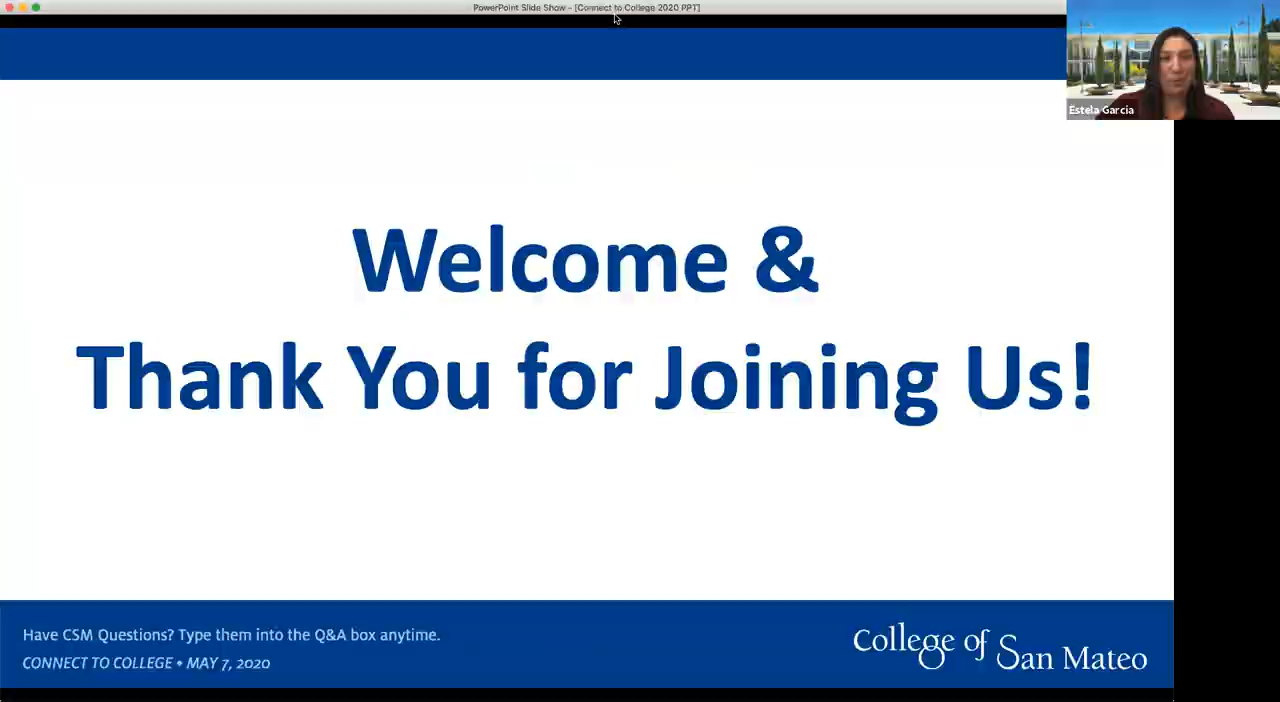 PowerPoint Slide Show - [Connect to College 2020 PPT]
Estela Garcia
Welcome &
Thank You for Joining Us!
Have CSM Questions? Type them into the Q&A box anytime.
CONNECT TO COLLEGE • MAY 7, 2020
College of San Mateo